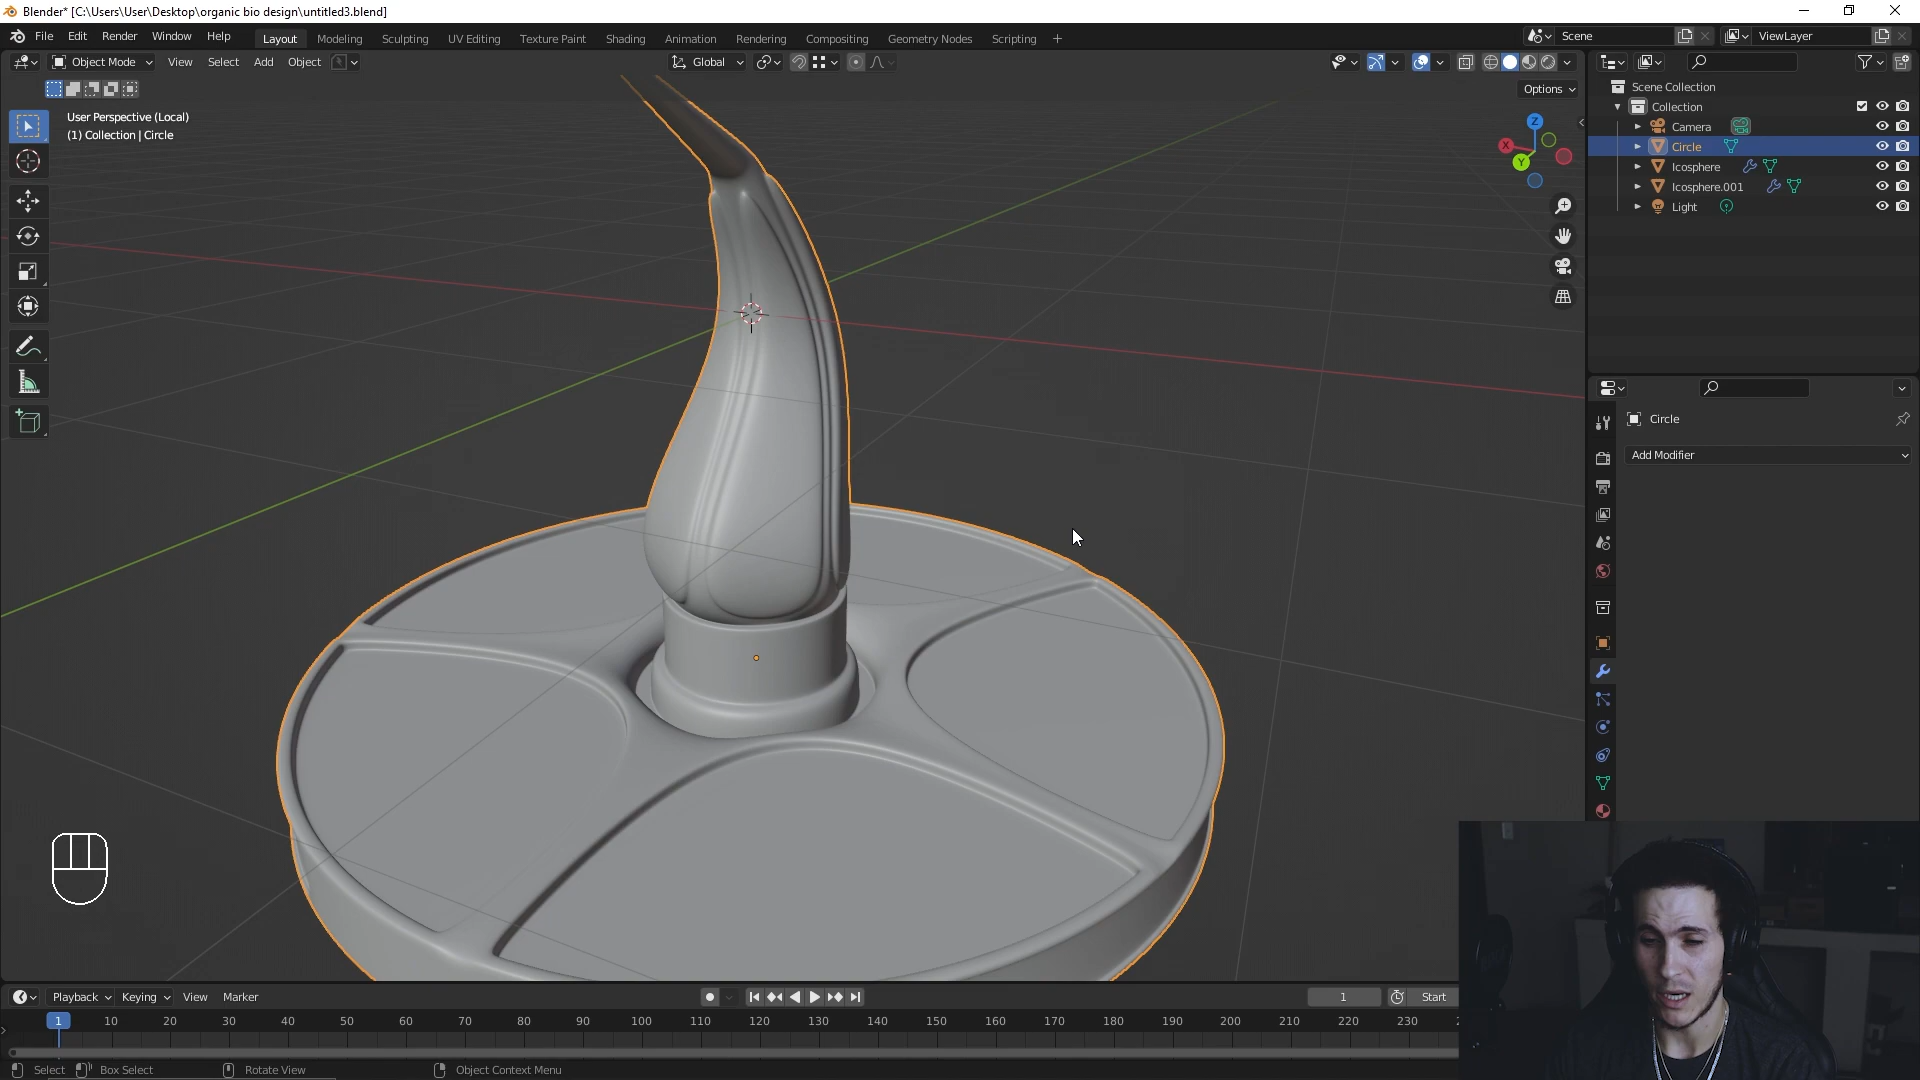 Blender* [C:\Users\User\Desktop\organic bio design\untitled3.blend]
File Edit Render Window Help Layout Modeling Sculpting UV Editing Texture Paint Shading Animation Rendering Compositing Geometry Nodes Scripting + Scene ViewLayer
Object Mode View Select Add Object Global
Options
User Perspective (Local)
(1) Collection | Circle
Z
X
Y
Scene Collection
Collection
Camera
Circle
Icosphere
Icosphere.001
Light
Circle
Add Modifier
Playback Keying View Marker 1 Start
1 10 20 30 40 50 60 70 80 90 100 110 120 130 140 150 160 170 180 190 200 210 220 230
Select Box Select Rotate View Object Context Menu